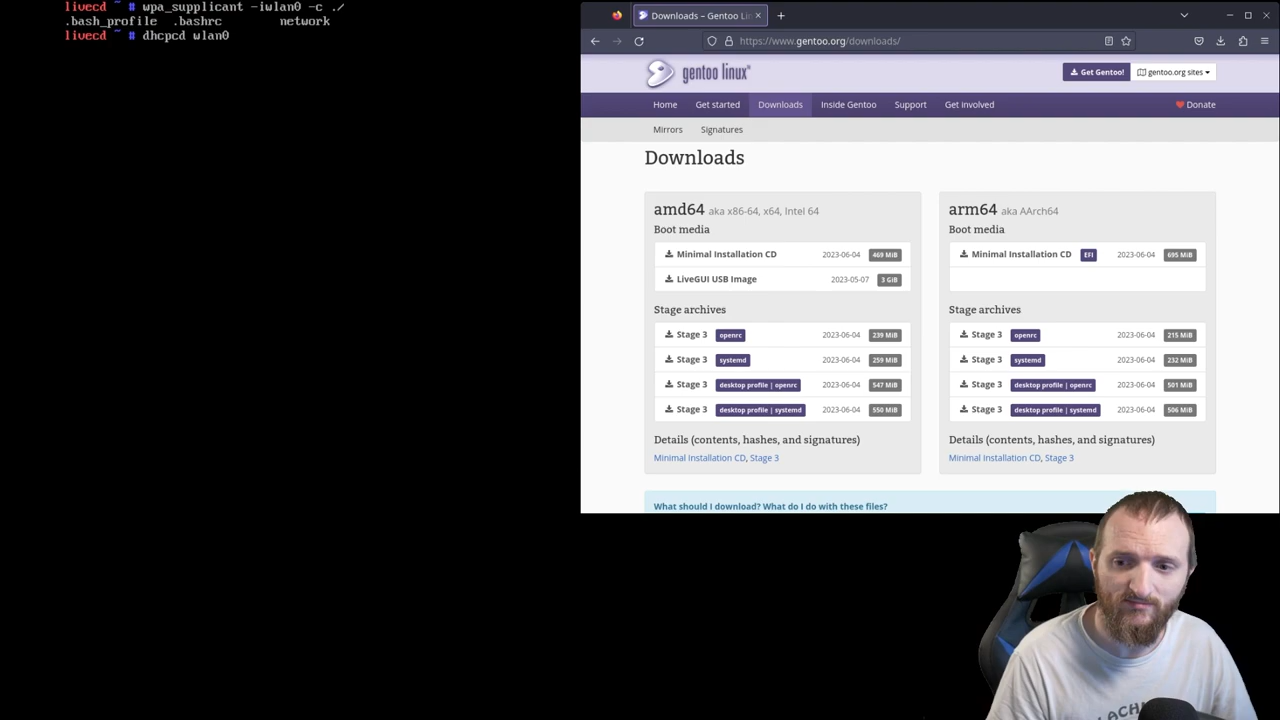 livecd ~ # wpa_supplicant -iwlan0 -c ./
.bash_profile .bashrc network
livecd ~ # dhcpcd wlan0
Downloads – Gentoo Lin
https://www.gentoo.org/downloads/
gentoo linux
Get Gentoo!
gentoo.org sites
Home Get started Downloads Inside Gentoo Support Get involved Donate
Mirrors Signatures
Downloads
amd64 aka x86-64, x64, Intel 64
Boot media
Minimal Installation CD 2023-06-04 469 MiB
LiveGUI USB Image 2023-05-07 3 GiB
Stage archives
Stage 3 openrc 2023-06-04 239 MiB
Stage 3 systemd 2023-06-04 259 MiB
Stage 3 desktop profile | openrc 2023-06-04 547 MiB
Stage 3 desktop profile | systemd 2023-06-04 550 MiB
Details (contents, hashes, and signatures)
Minimal Installation CD, Stage 3
arm64 aka AArch64
Boot media
Minimal Installation CD EFI 2023-06-04 695 MiB
Stage archives
Stage 3 openrc 2023-06-04 215 MiB
Stage 3 systemd 2023-06-04 232 MiB
Stage 3 desktop profile | openrc 2023-06-04 501 MiB
Stage 3 desktop profile | systemd 2023-06-04 506 MiB
Details (contents, hashes, and signatures)
Minimal Installation CD, Stage 3
What should I download? What do I do with these files?